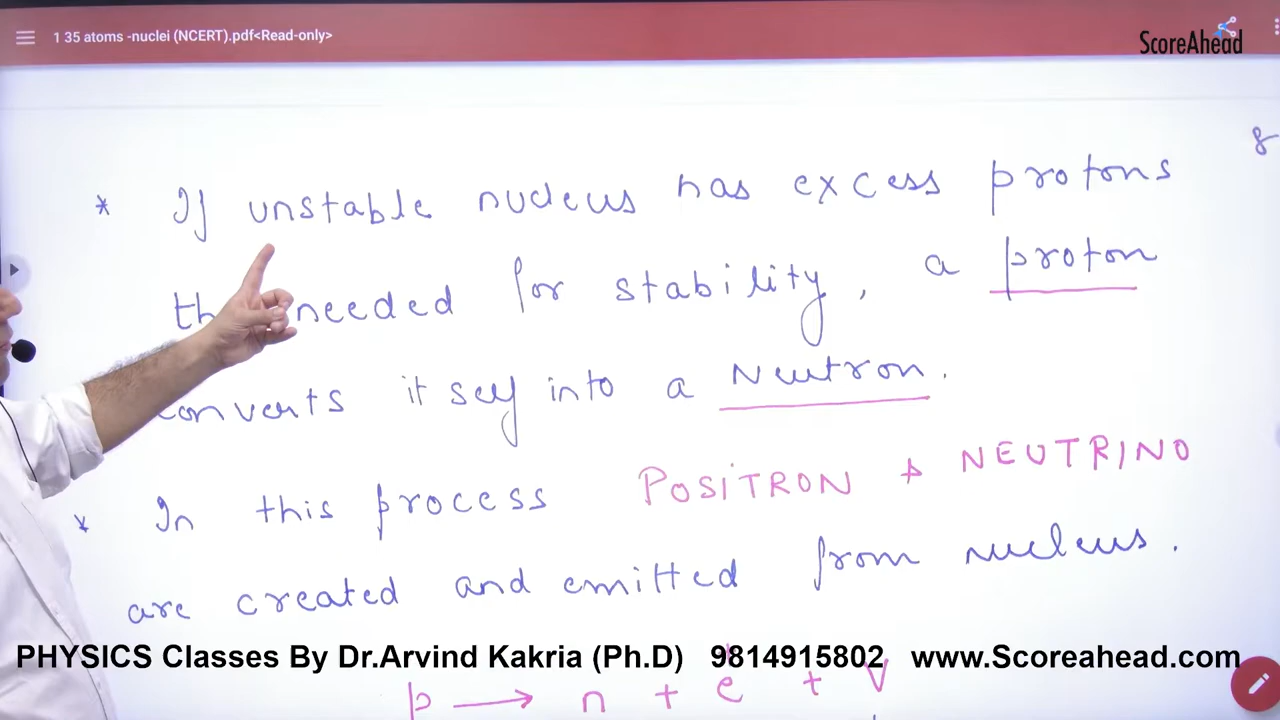 1 35 atoms -nuclei (NCERT).pdf<Read-only>
ScoreAhead
8
* If unstable nucleus has excess protons
needed for stability, a proton
converts itself into a Neutron.
* In this process POSITRON & NEUTRINO
are created and emitted from nucleus.
PHYSICS Classes By Dr.Arvind Kakria (Ph.D) 9814915802 www.Scoreahead.com
p → n + e + ν